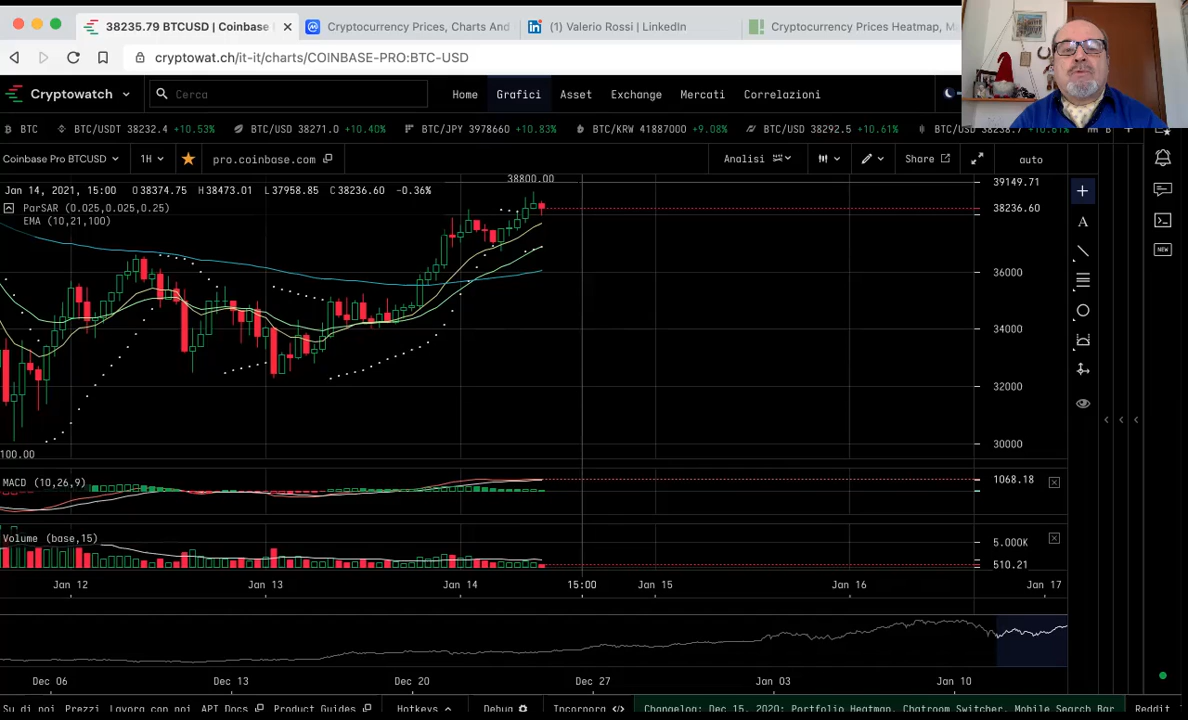 38235.79 BTCUSD | Coinbase
Cryptocurrency Prices, Charts And
(1) Valerio Rossi | LinkedIn
Cryptocurrency Prices Heatmap, M
cryptowat.ch/it-it/charts/COINBASE-PRO:BTC-USD
Cryptowatch
Cerca
Home Grafici Asset Exchange Mercati Correlazioni
BTC BTC/USDT 38232.4 +10.53% BTC/USD 38271.0 +10.40% BTC/JPY 3978660 +10.83% BTC/KRW 41887000 +9.08% BTC/USD 38292.5 +10.61% BTC/USD 38238.7 +10.61%
Coinbase Pro BTCUSD 1H pro.coinbase.com Analisi Share auto
Jan 14, 2021, 15:00 O 38374.75 H 38473.01 L 37958.85 C 38236.60 -0.36%
ParSAR (0.025,0.025,0.25)
EMA (10,21,100)
38800.00
39149.71
38236.60
36000
34000
32000
30000
100.00
MACD (10,26,9)
1068.18
Volume (base,15)
5.000K
510.21
Jan 12 Jan 13 Jan 14 15:00 Jan 15 Jan 16 Jan 17
Dec 06 Dec 13 Dec 20 Dec 27 Jan 03 Jan 10
Su di noi Prezzi Lavora con noi API Docs Product Guides Hotkeys Debug Incorpora Changelog: Dec 15, 2020: Portfolio Heatmap, Chatroom Switcher, Mobile Search Bar Reddit
NEW